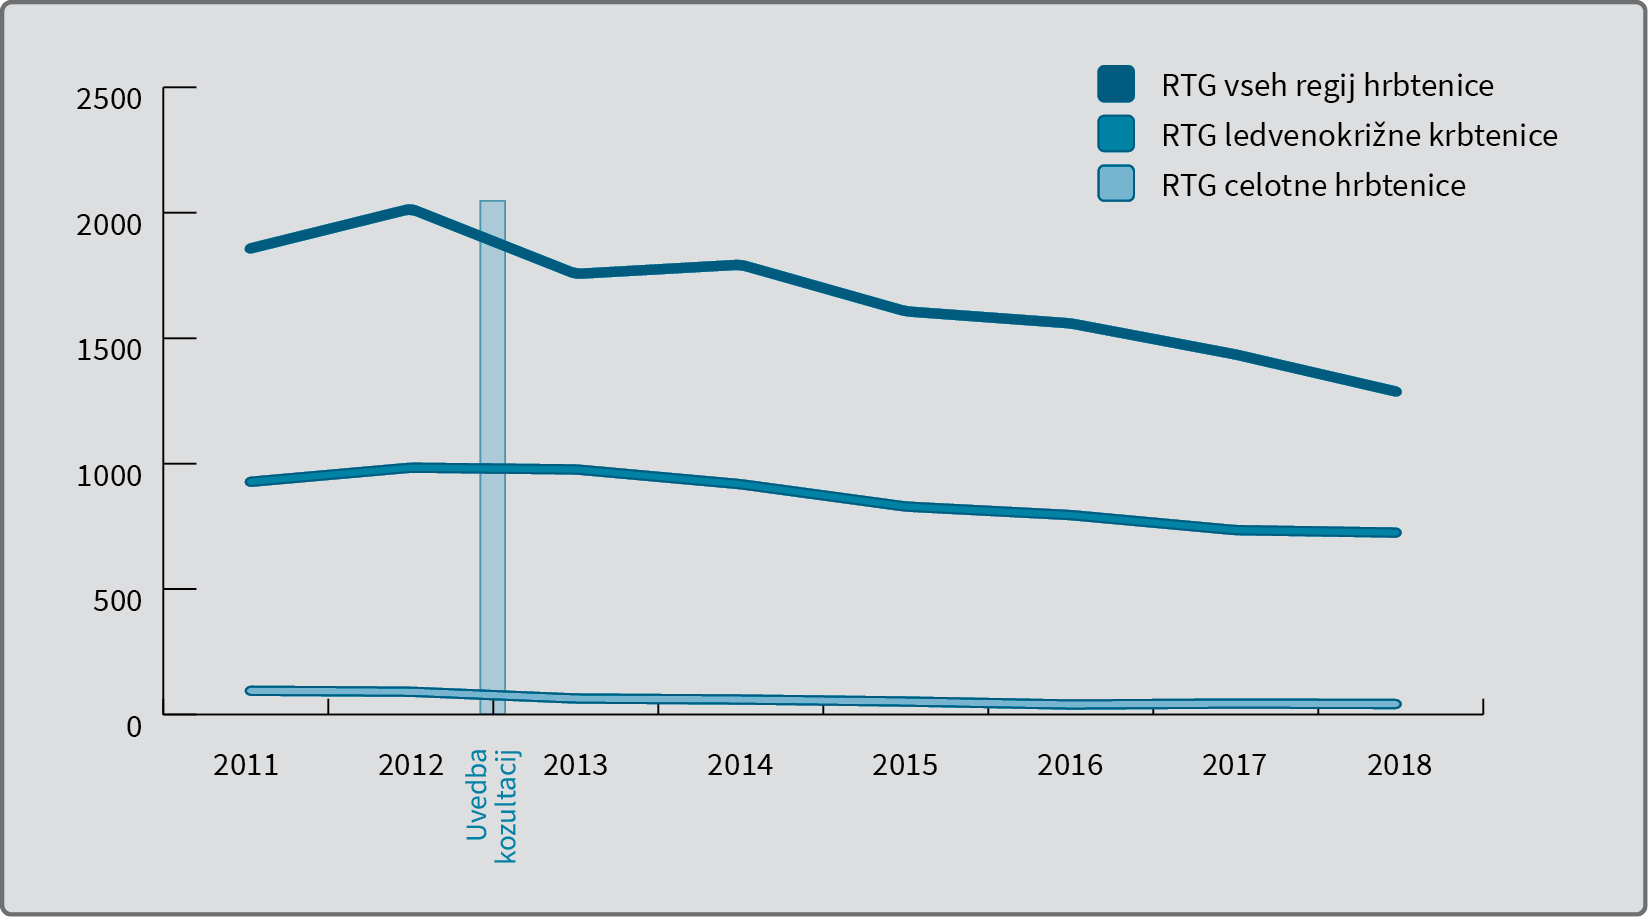 RTG vseh regij hrbtenice
RTG ledvenokrižne krbtenice
RTG celotne hrbtenice
2500
2000
1500
1000
500
0
2011
2012
2013
2014
2015
2016
2017
2018
Uvedba
kozultacij